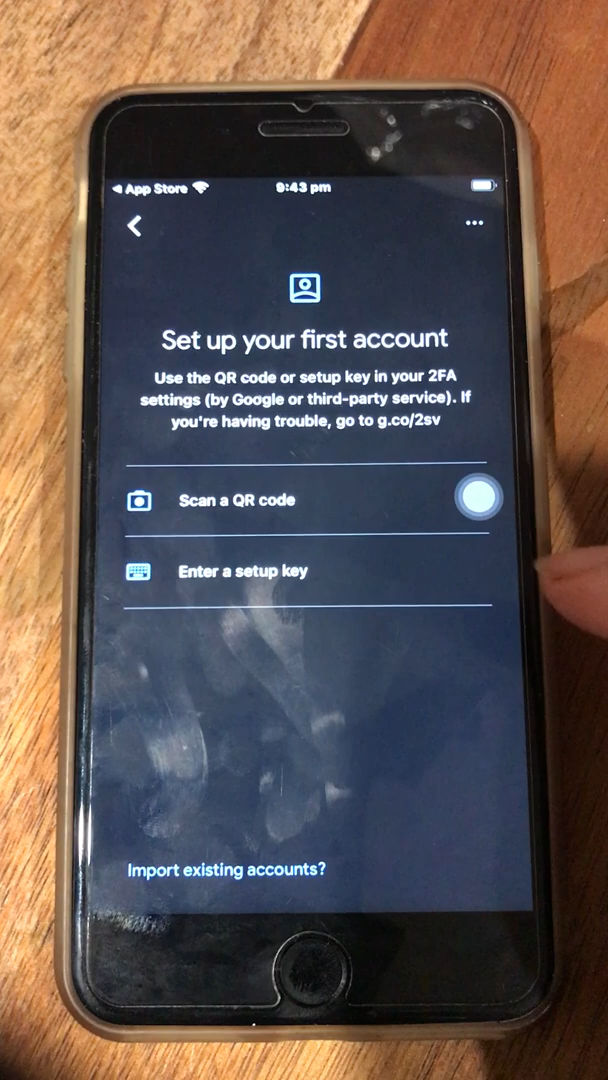 App Store
9:43 pm
Set up your first account
Use the QR code or setup key in your 2FA
settings (by Google or third-party service). If
you're having trouble, go to g.co/2sv
Scan a QR code
Enter a setup key
Import existing accounts?